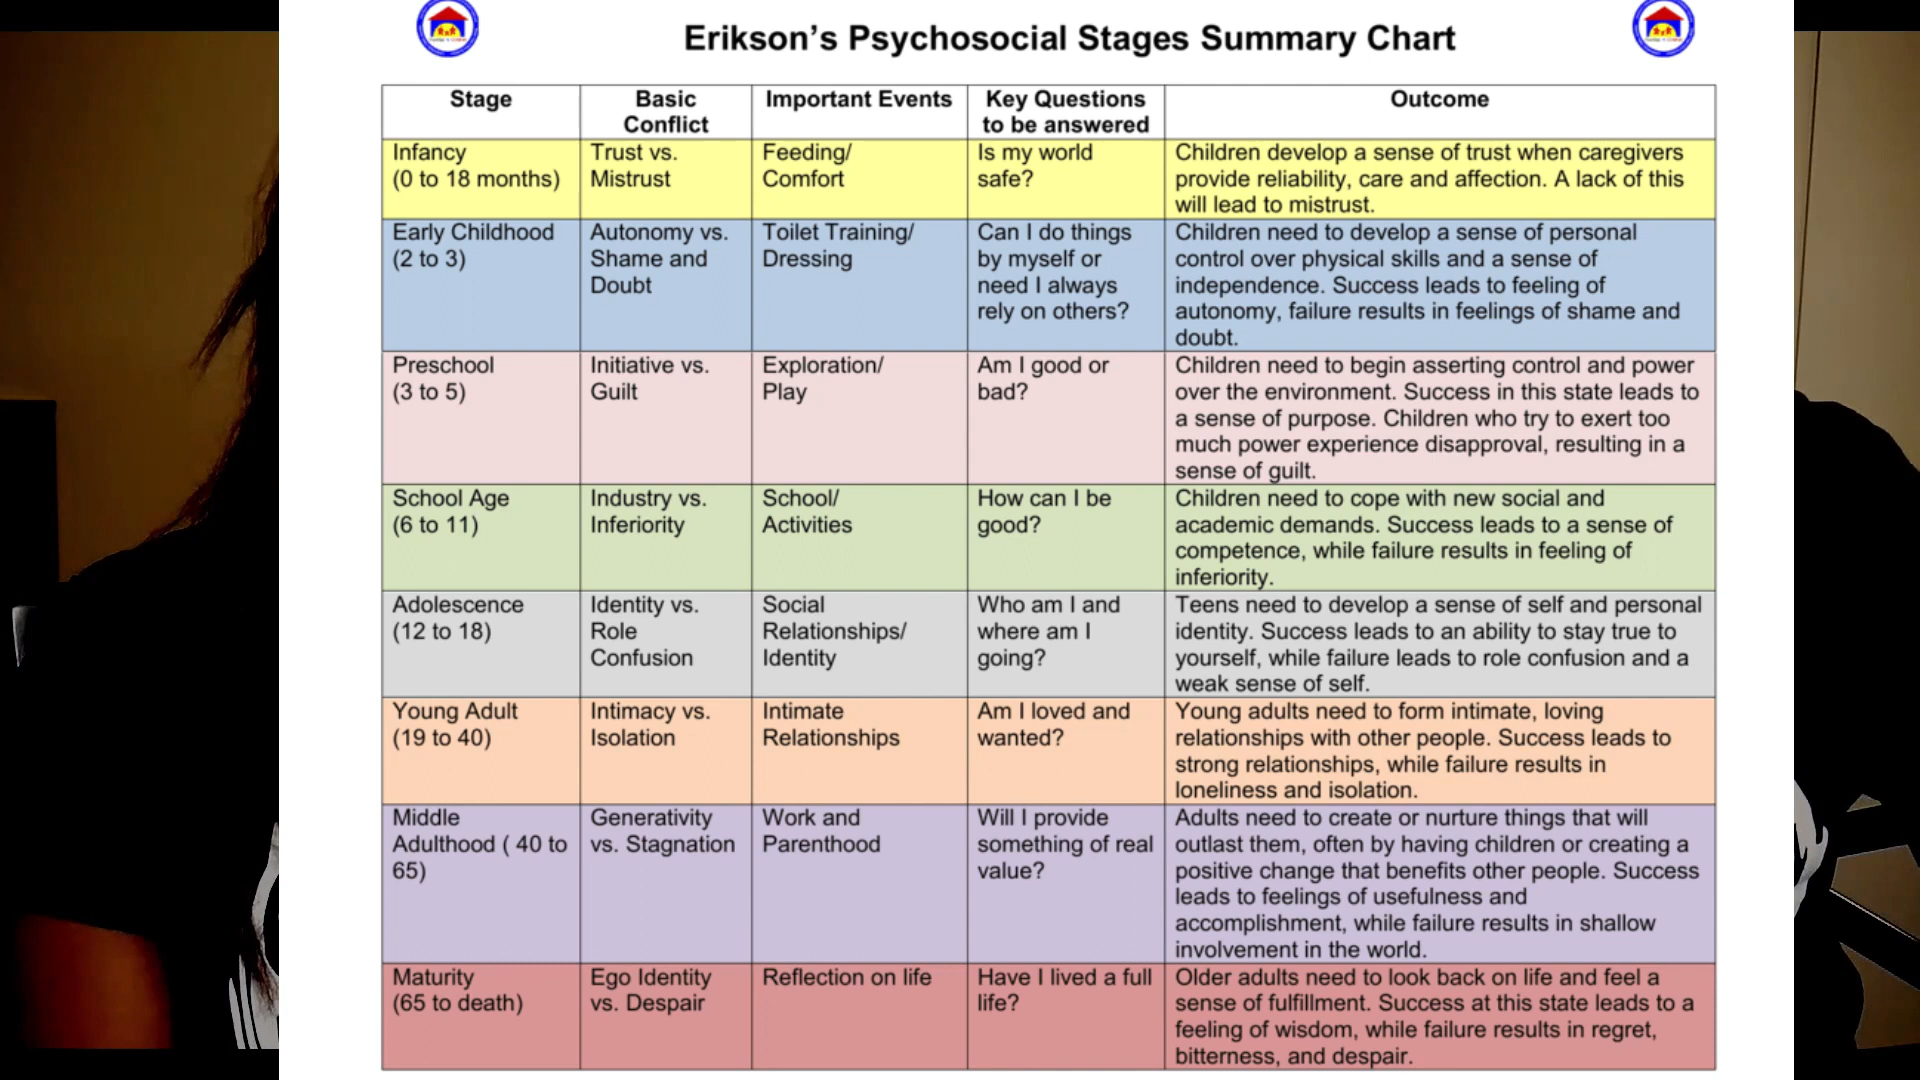 Erikson’s Psychosocial Stages Summary Chart
Stage
Basic
Conflict
Important Events
Key Questions
to be answered
Outcome
Infancy
(0 to 18 months)
Trust vs.
Mistrust
Feeding/
Comfort
Is my world
safe?
Children develop a sense of trust when caregivers
provide reliability, care and affection. A lack of this
will lead to mistrust.
Early Childhood
(2 to 3)
Autonomy vs.
Shame and
Doubt
Toilet Training/
Dressing
Can I do things
by myself or
need I always
rely on others?
Children need to develop a sense of personal
control over physical skills and a sense of
independence. Success leads to feeling of
autonomy, failure results in feelings of shame and
doubt.
Preschool
(3 to 5)
Initiative vs.
Guilt
Exploration/
Play
Am I good or
bad?
Children need to begin asserting control and power
over the environment. Success in this state leads to
a sense of purpose. Children who try to exert too
much power experience disapproval, resulting in a
sense of guilt.
School Age
(6 to 11)
Industry vs.
Inferiority
School/
Activities
How can I be
good?
Children need to cope with new social and
academic demands. Success leads to a sense of
competence, while failure results in feeling of
inferiority.
Adolescence
(12 to 18)
Identity vs.
Role
Confusion
Social
Relationships/
Identity
Who am I and
where am I
going?
Teens need to develop a sense of self and personal
identity. Success leads to an ability to stay true to
yourself, while failure leads to role confusion and a
weak sense of self.
Young Adult
(19 to 40)
Intimacy vs.
Isolation
Intimate
Relationships
Am I loved and
wanted?
Young adults need to form intimate, loving
relationships with other people. Success leads to
strong relationships, while failure results in
loneliness and isolation.
Middle
Adulthood ( 40 to
65)
Generativity
vs. Stagnation
Work and
Parenthood
Will I provide
something of real
value?
Adults need to create or nurture things that will
outlast them, often by having children or creating a
positive change that benefits other people. Success
leads to feelings of usefulness and
accomplishment, while failure results in shallow
involvement in the world.
Maturity
(65 to death)
Ego Identity
vs. Despair
Reflection on life
Have I lived a full
life?
Older adults need to look back on life and feel a
sense of fulfillment. Success at this state leads to a
feeling of wisdom, while failure results in regret,
bitterness, and despair.